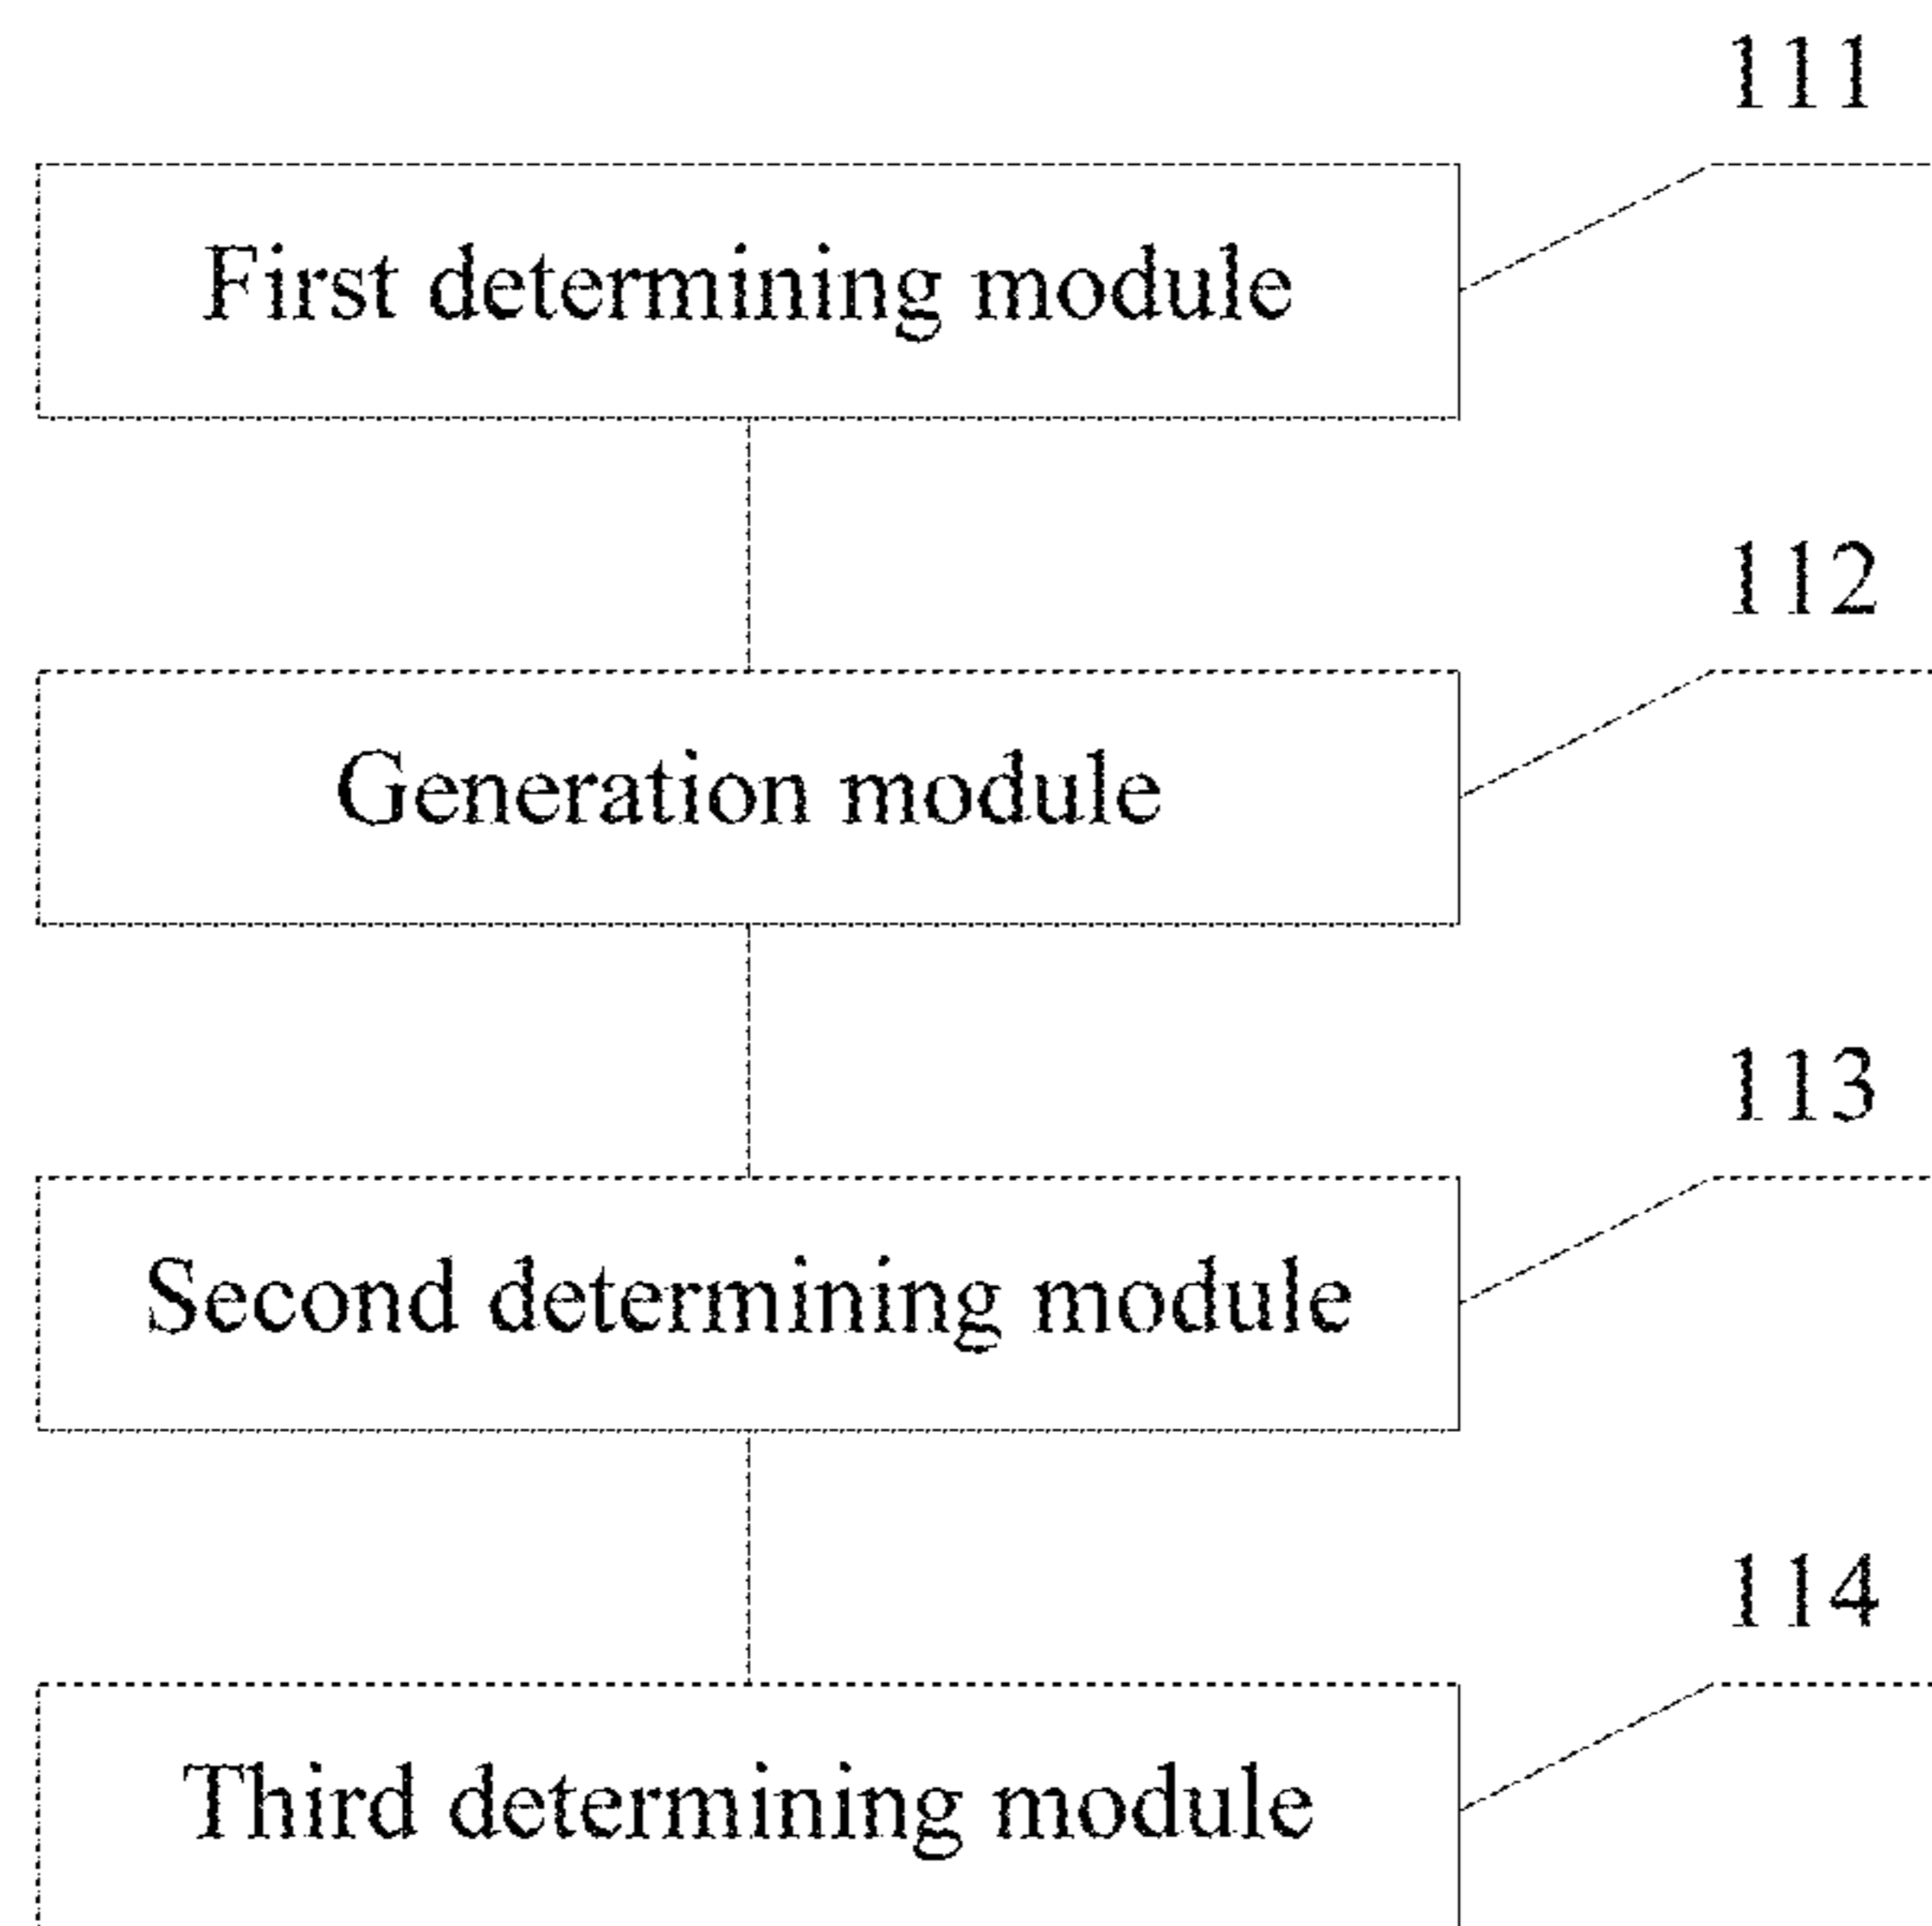 111
First determining module
112
Generation module
113
Second determining module
114
Third determining module